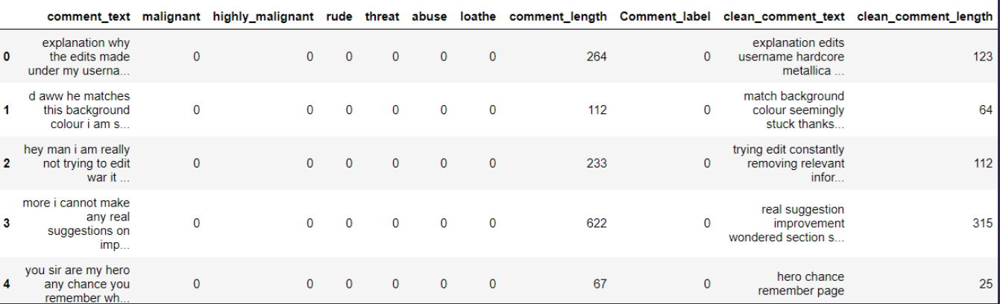 comment_text malignant highly_malignant rude threat abuse loathe comment_length Comment_label clean_comment_text clean_comment_length
0 explanation why the edits made under my userna... 0 0 0 0 0 0 264 0 explanation edits username hardcore metallica ... 123
1 d aww he matches this background colour i am s... 0 0 0 0 0 0 112 0 match background colour seemingly stuck thanks... 64
2 hey man i am really not trying to edit war it ... 0 0 0 0 0 0 233 0 trying edit constantly removing relevant infor... 112
3 more i cannot make any real suggestions on imp... 0 0 0 0 0 0 622 0 real suggestion improvement wondered section s... 315
4 you sir are my hero any chance you remember wh... 0 0 0 0 0 0 67 0 hero chance remember page 25